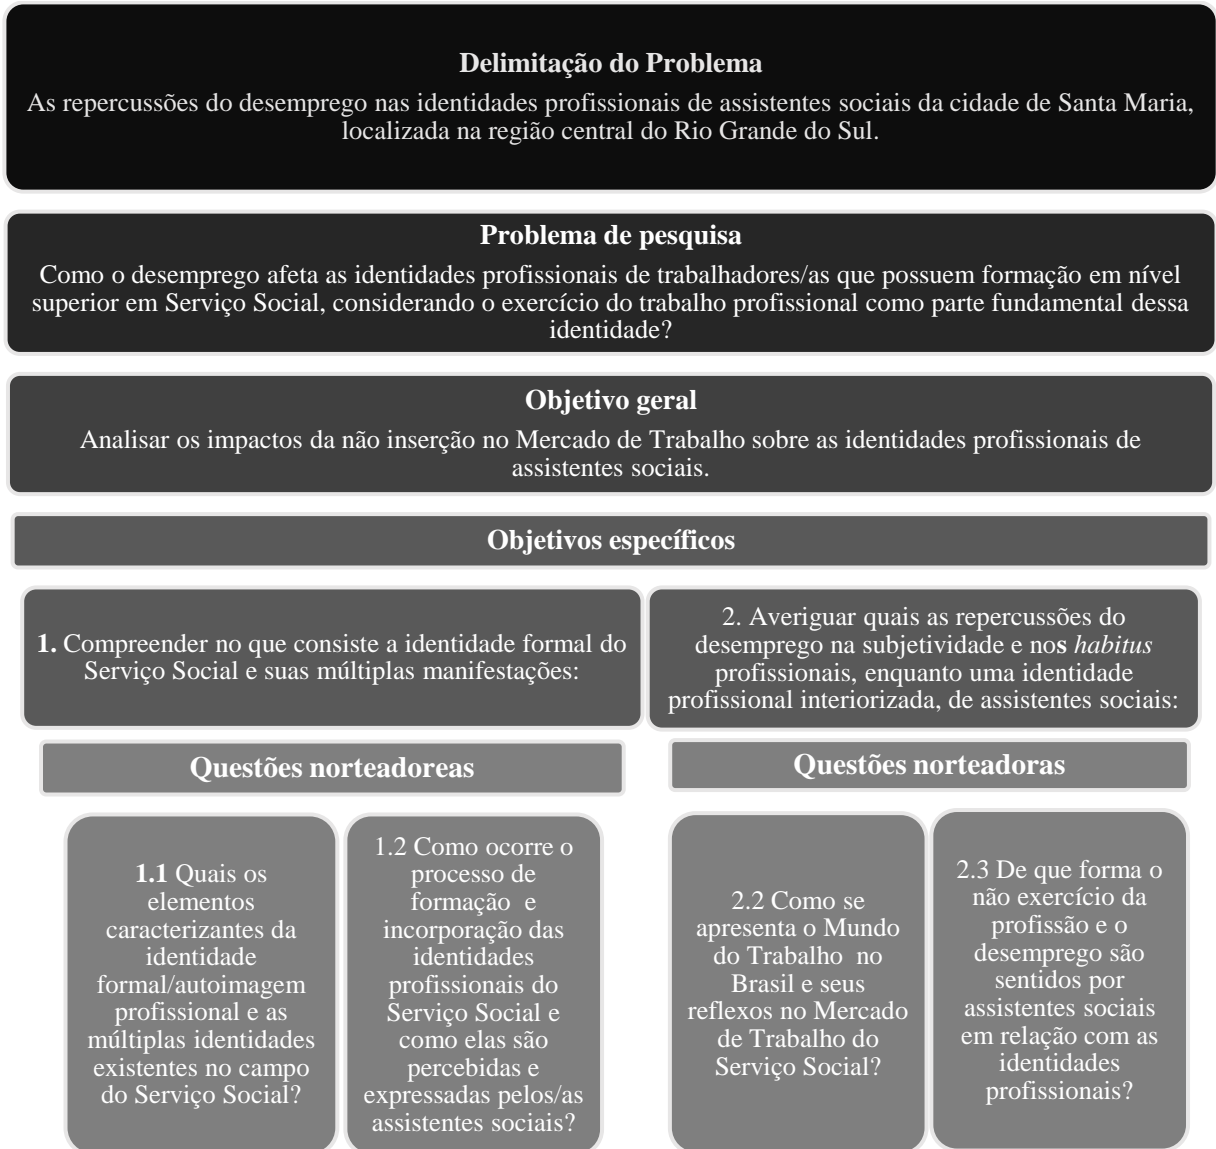 Delimitação do Problema
As repercussões do desemprego nas identidades profissionais de assistentes sociais da cidade de Santa Maria,
localizada na região central do Rio Grande do Sul.
Problema de pesquisa
Como o desemprego afeta as identidades profissionais de trabalhadores/as que possuem formação em nível
superior em Serviço Social, considerando o exercício do trabalho profissional como parte fundamental dessa
identidade?
Objetivo geral
Analisar os impactos da não inserção no Mercado de Trabalho sobre as identidades profissionais de
assistentes sociais.
Objetivos específicos
1. Compreender no que consiste a identidade formal do
Serviço Social e suas múltiplas manifestações:
2. Averiguar quais as repercussões do
desemprego na subjetividade e nos habitus
profissionais, enquanto uma identidade
profissional interiorizada, de assistentes sociais:
Questões norteadoreas
1.1 Quais os
elementos
caracterizantes da
identidade
formal/autoimagem
profissional e as
múltiplas identidades
existentes no campo
do Serviço Social?
1.2 Como ocorre o
processo de
formação e
incorporação das
identidades
profissionais do
Serviço Social e
como elas são
percebidas e
expressadas pelos/as
assistentes sociais?
Questões norteadoras
2.2 Como se
apresenta o Mundo
do Trabalho no
Brasil e seus
reflexos no Mercado
de Trabalho do
Serviço Social?
2.3 De que forma o
não exercício da
profissão e o
desemprego são
sentidos por
assistentes sociais
em relação com as
identidades
profissionais?